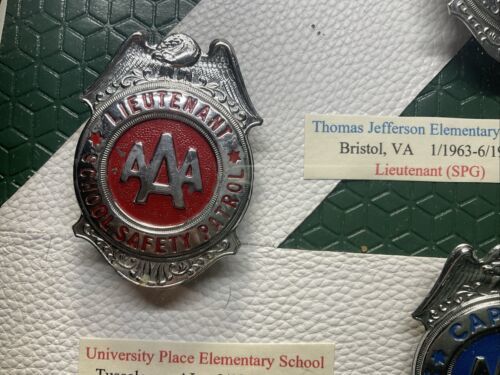 LIEUTENANT
AAA
SCHOOL SAFETY PATROL
Thomas Jefferson Elementary
Bristol, VA 1/1963-6/19
Lieutenant (SPG)
CAP
University Place Elementary School